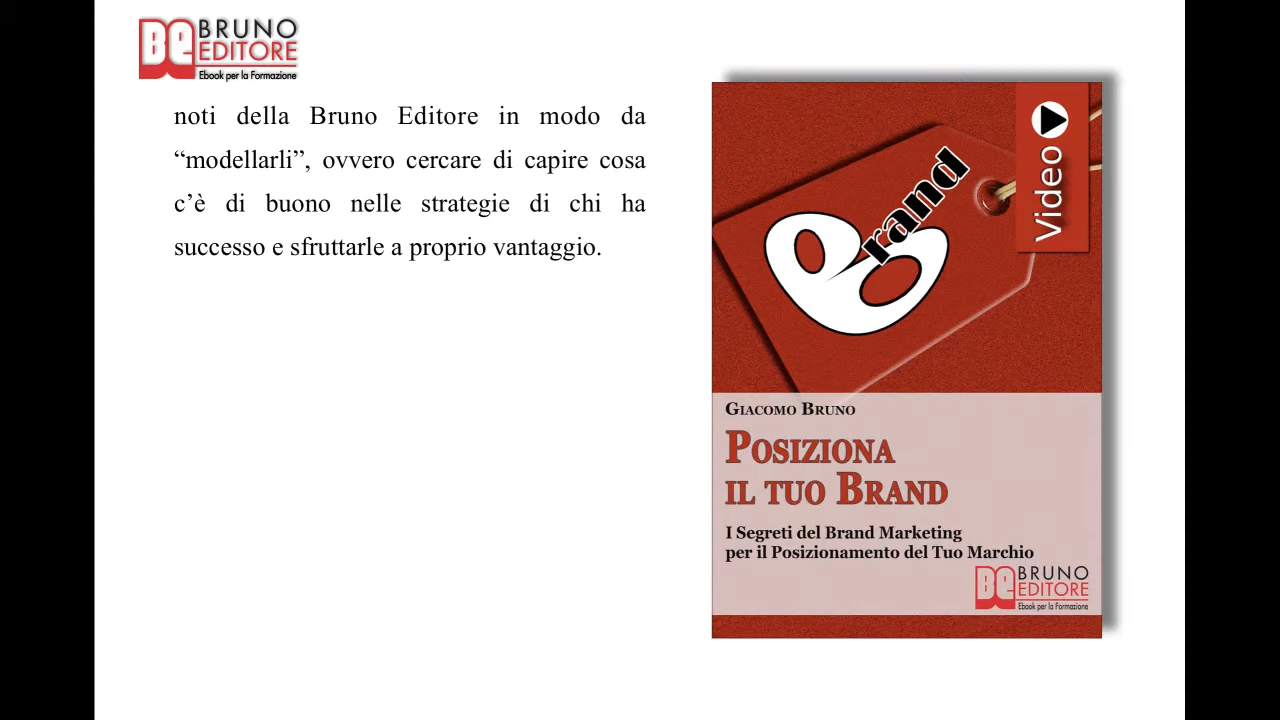 BRUNO
EDITORE
Ebook per la Formazione
noti della Bruno Editore in modo da
“modellarli”, ovvero cercare di capire cosa
c’è di buono nelle strategie di chi ha
successo e sfruttarle a proprio vantaggio.
Video
Brand
GIACOMO BRUNO
POSIZIONA
IL TUO BRAND
I Segreti del Brand Marketing
per il Posizionamento del Tuo Marchio
BRUNO
EDITORE
Ebook per la Formazione